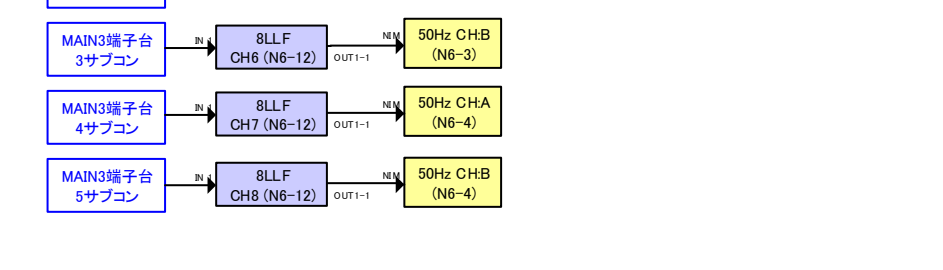 MAIN3端子台
3サブコン
IN 1
8LLF
CH6 (N6-12)
OUT1-1
NIM
50Hz CH:B
(N6-3)
MAIN3端子台
4サブコン
IN 1
8LLF
CH7 (N6-12)
OUT1-1
NIM
50Hz CH:A
(N6-4)
MAIN3端子台
5サブコン
IN 1
8LLF
CH8 (N6-12)
OUT1-1
NIM
50Hz CH:B
(N6-4)